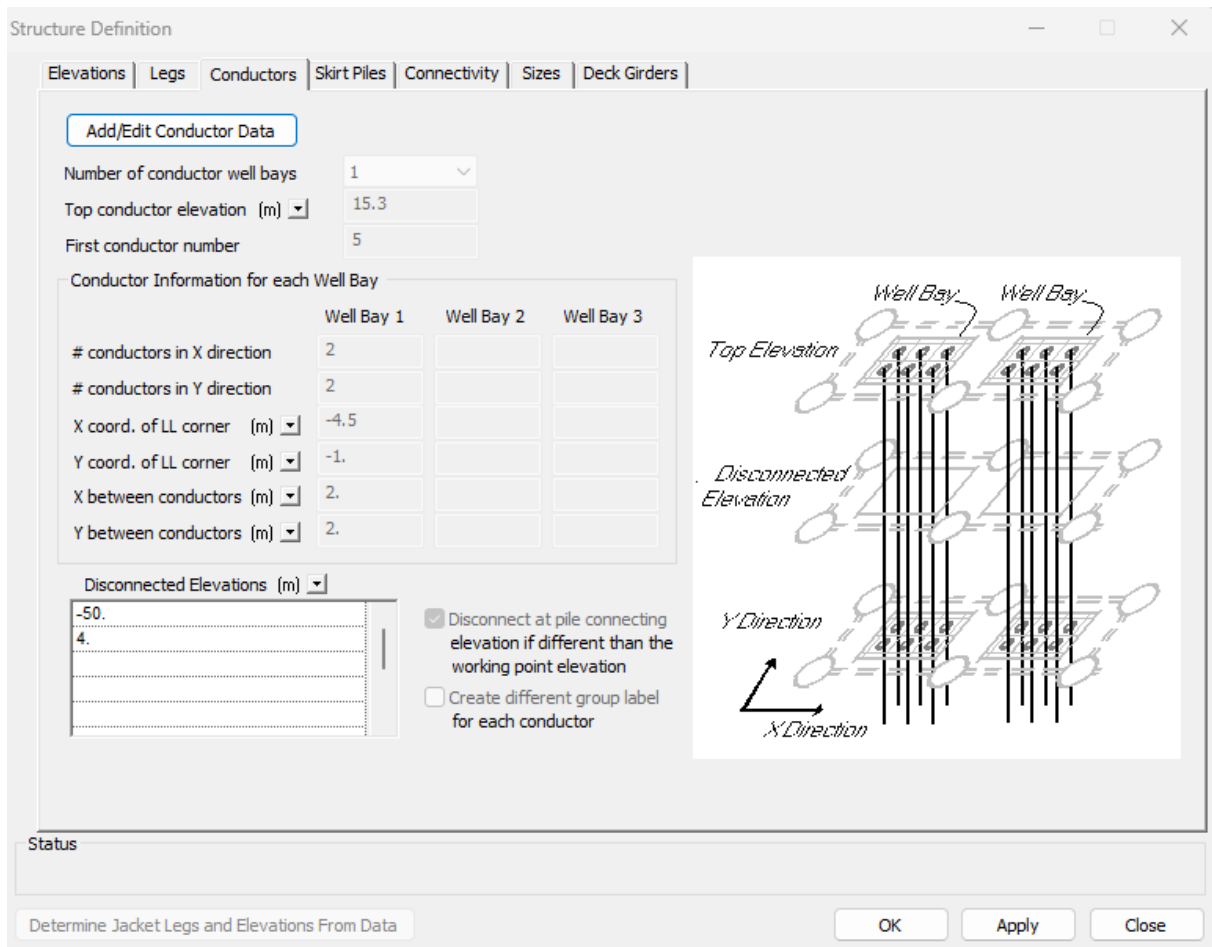 Structure Definition
Elevations Legs Conductors Skirt Piles Connectivity Sizes Deck Girders
Add/Edit Conductor Data
Number of conductor well bays 1
Top conductor elevation (m) 15.3
First conductor number 5
Conductor Information for each Well Bay
Well Bay 1 Well Bay 2 Well Bay 3
# conductors in X direction 2
# conductors in Y direction 2
X coord. of LL corner (m) -4.5
Y coord. of LL corner (m) -1.
X between conductors (m) 2.
Y between conductors (m) 2.
Disconnected Elevations (m)
-50.
4.
Disconnect at pile connecting
elevation if different than the
working point elevation
Create different group label
for each conductor
Well Bay Well Bay
Top Elevation
Disconnected
Elevation
Y Direction
X Direction
Status
Determine Jacket Legs and Elevations From Data OK Apply Close